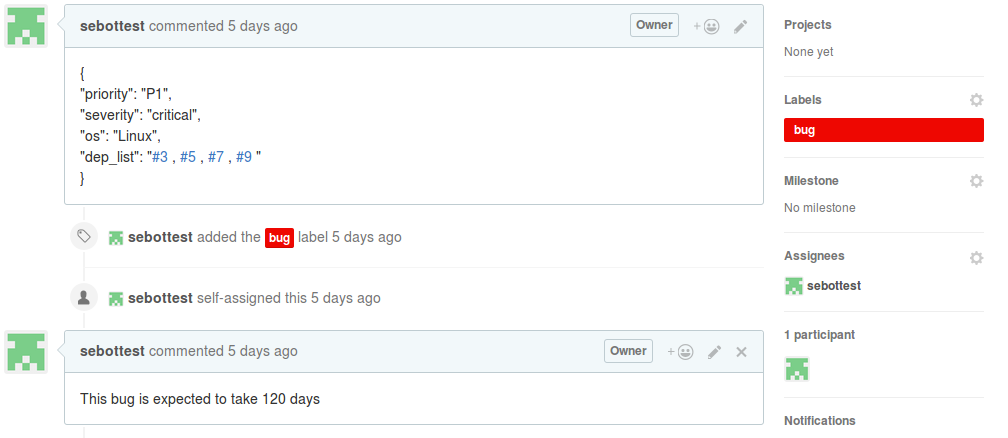 sebottest commented 5 days ago
Owner
{
"priority": "P1",
"severity": "critical",
"os": "Linux",
"dep_list": "#3 , #5 , #7 , #9 "
}
sebottest added the bug label 5 days ago
sebottest self-assigned this 5 days ago
sebottest commented 5 days ago
Owner
This bug is expected to take 120 days
Projects
None yet
Labels
bug
Milestone
No milestone
Assignees
sebottest
1 participant
Notifications